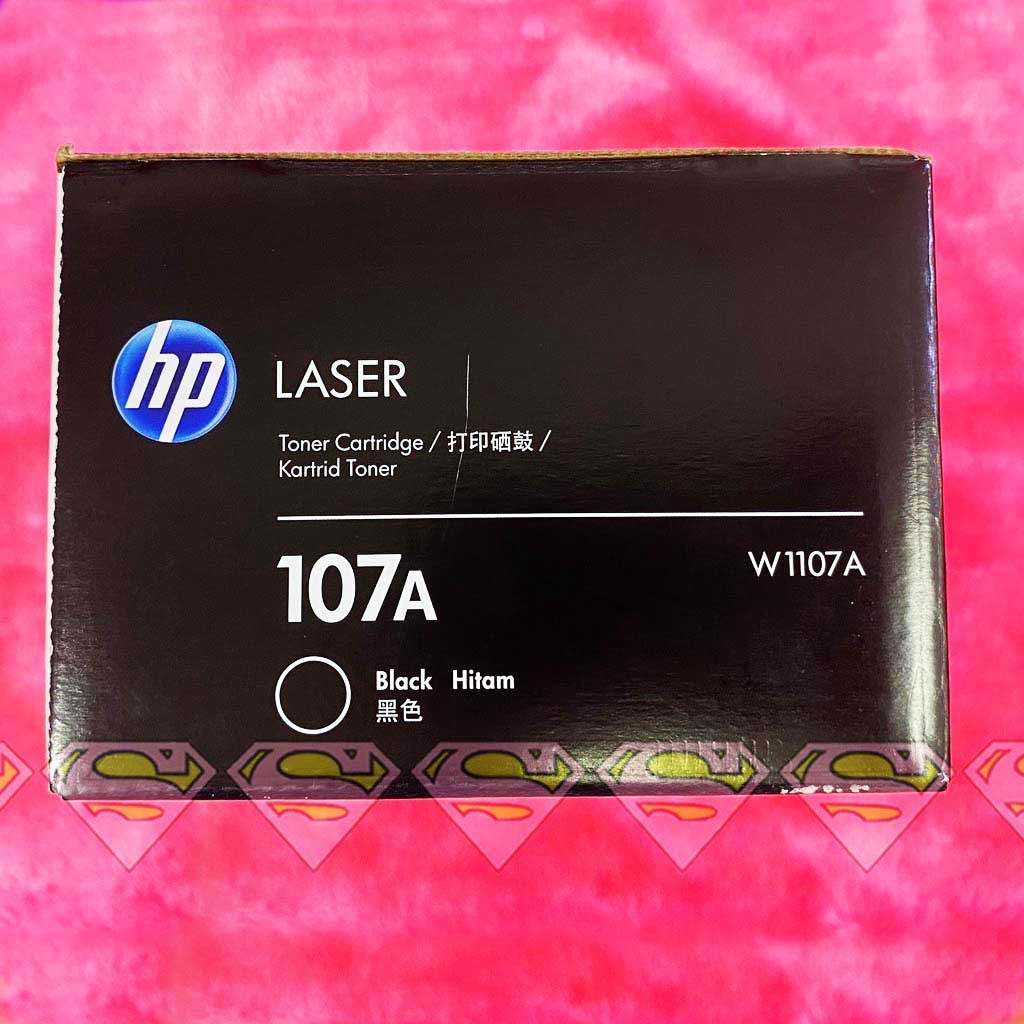 hp
LASER
Toner Cartridge / 打印硒鼓 /
Kartrid Toner
107A
W1107A
Black Hitam
黑色